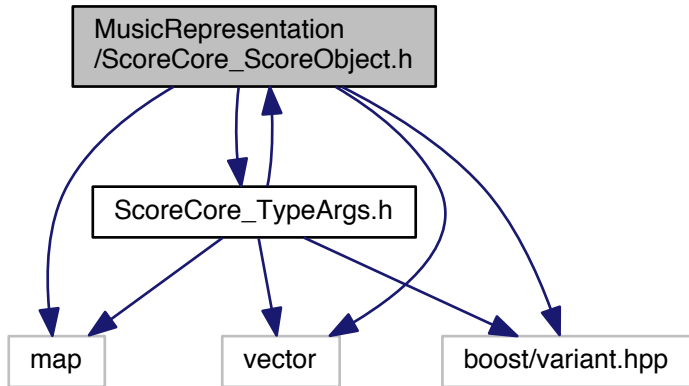 MusicRepresentation
/ScoreCore_ScoreObject.h
ScoreCore_TypeArgs.h
map
vector
boost/variant.hpp